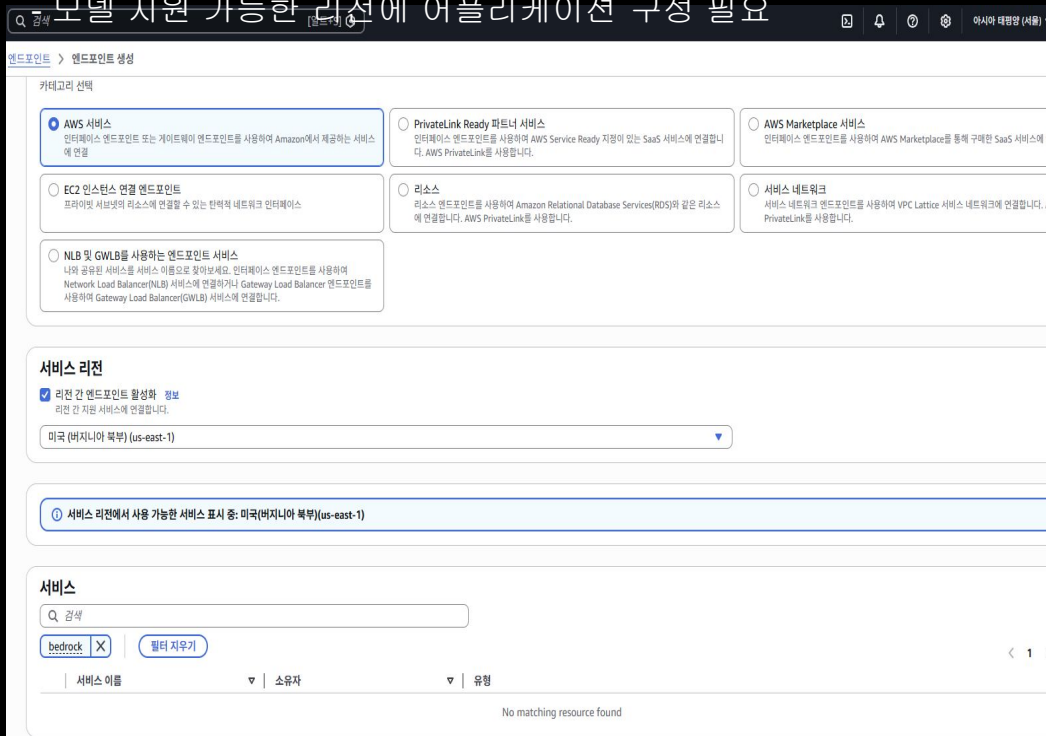 - 모델 지원 가능한 리전에 어플리케이션 구성 필요
검색
[알트+S]
아시아 태평양 (서울)
엔드포인트 > 엔드포인트 생성
카테고리 선택
AWS 서비스
인터페이스 엔드포인트 또는 게이트웨이 엔드포인트를 사용하여 Amazon에서 제공하는 서비스
에 연결
PrivateLink Ready 파트너 서비스
인터페이스 엔드포인트를 사용하여 AWS Service Ready 지정이 있는 SaaS 서비스에 연결합니
다. AWS PrivateLink를 사용합니다.
AWS Marketplace 서비스
인터페이스 엔드포인트를 사용하여 AWS Marketplace를 통해 구매한 SaaS 서비스에
EC2 인스턴스 연결 엔드포인트
프라이빗 서브넷의 리소스에 연결할 수 있는 탄력적 네트워크 인터페이스
리소스
리소스 엔드포인트를 사용하여 Amazon Relational Database Services(RDS)와 같은 리소스
에 연결합니다. AWS PrivateLink를 사용합니다.
서비스 네트워크
서비스 네트워크 엔드포인트를 사용하여 VPC Lattice 서비스 네트워크에 연결합니다.
PrivateLink를 사용합니다.
NLB 및 GWLB를 사용하는 엔드포인트 서비스
나와 공유된 서비스를 서비스 이름으로 찾아보세요. 인터페이스 엔드포인트를 사용하여
Network Load Balancer(NLB) 서비스에 연결하거나 Gateway Load Balancer 엔드포인트를
사용하여 Gateway Load Balancer(GWLB) 서비스에 연결합니다.
서비스 리전
리전 간 엔드포인트 활성화 정보
리전 간 지원 서비스에 연결합니다.
미국 (버지니아 북부) (us-east-1)
서비스 리전에서 사용 가능한 서비스 표시 중: 미국(버지니아 북부)(us-east-1)
서비스
검색
bedrock X 필터 지우기
< 1
서비스 이름 소유자 유형
No matching resource found